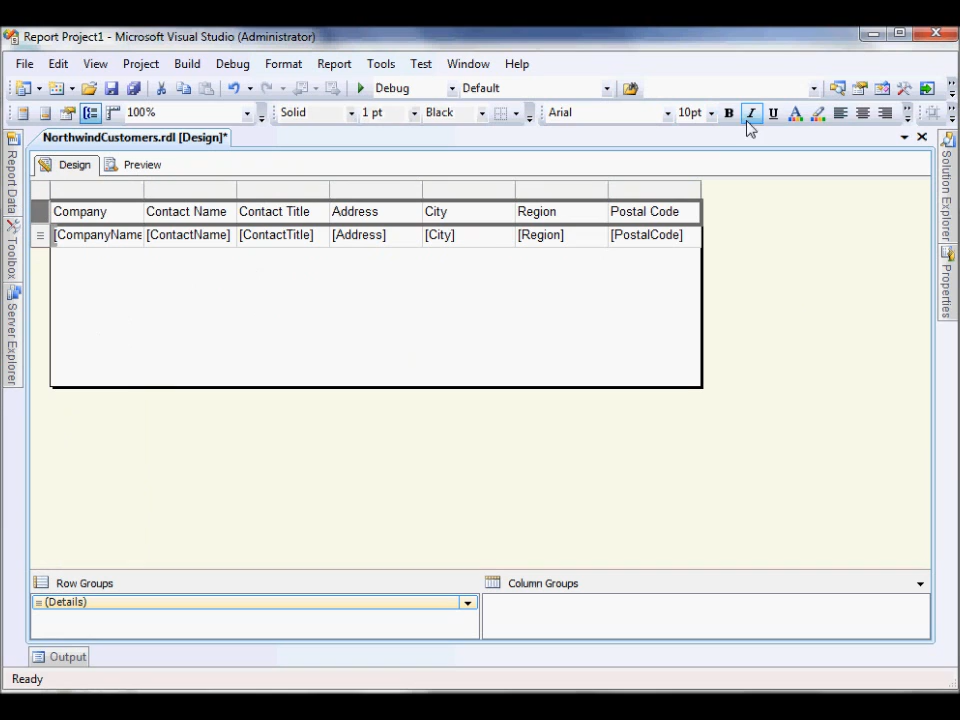 Report Project1 - Microsoft Visual Studio (Administrator)
File Edit View Project Build Debug Format Report Tools Test Window Help
Debug Default
100% Solid 1 pt Black Arial 10pt B I U A
NorthwindCustomers.rdl [Design]*
Design Preview
Report Data
Toolbox
Server Explorer
Company Contact Name Contact Title Address City Region Postal Code
[CompanyName [ContactName] [ContactTitle] [Address] [City] [Region] [PostalCode]
Solution Explorer
Properties
Row Groups Column Groups
(Details)
Output
Ready